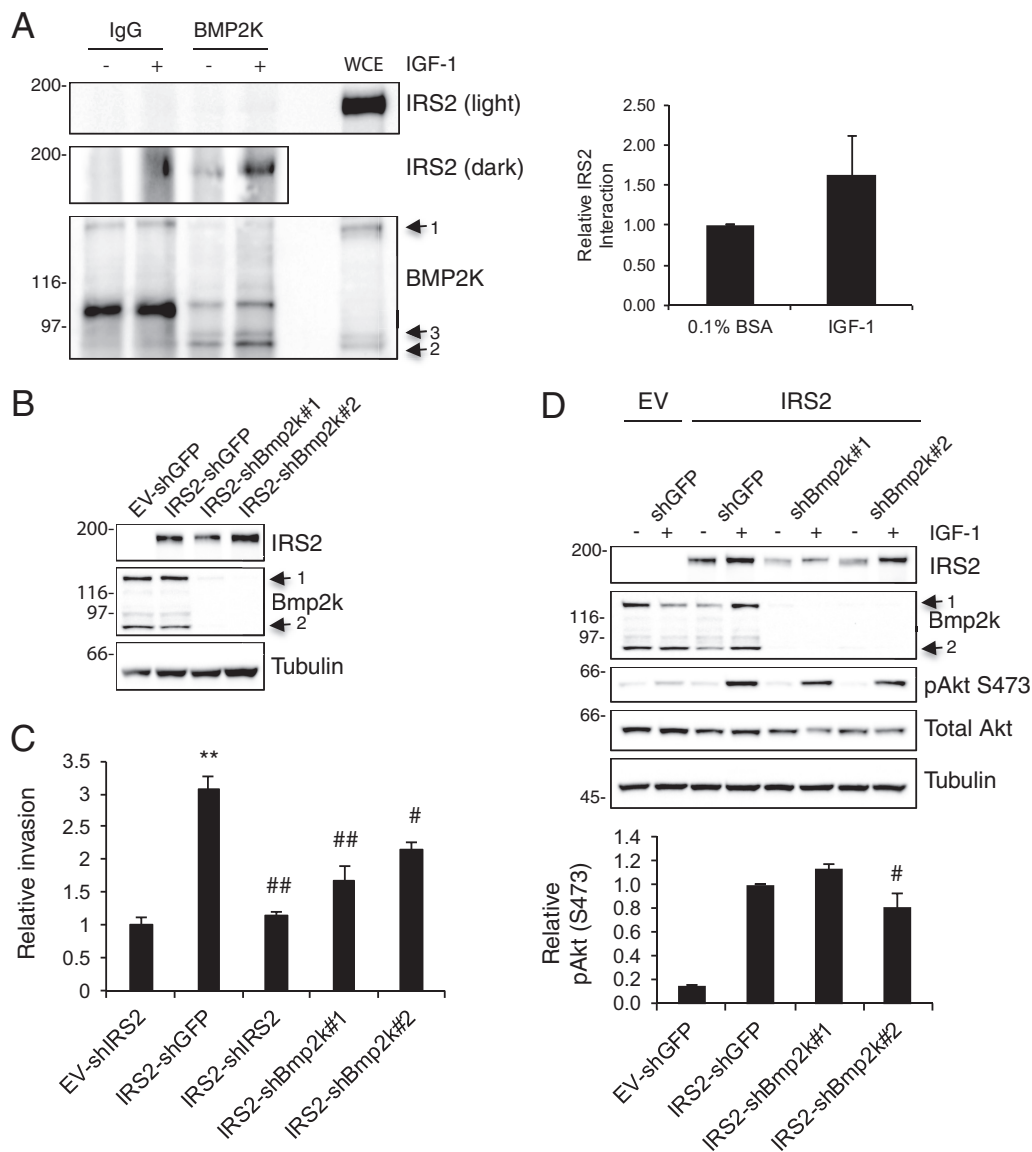 A
IgG BMP2K
- + - + WCE IGF-1
200-
IRS2 (light)
200-
IRS2 (dark)
1
116-
BMP2K
97-
3
2
2.50
2.00
1.50
1.00
0.50
0.00
Relative IRS2
Interaction
0.1% BSA IGF-1
B
EV-shGFP
IRS2-shGFP
IRS2-shBmp2k#1
IRS2-shBmp2k#2
200-
IRS2
1
116-
Bmp2k
97-
2
66-
Tubulin
C
3.5
3
2.5
2
1.5
1
0.5
0
Relative invasion
**
##
##
#
EV-shIRS2
IRS2-shGFP
IRS2-shIRS2
IRS2-shBmp2k#1
IRS2-shBmp2k#2
D
EV IRS2
shGFP
shGFP
shBmp2k#1
shBmp2k#2
- + - + - + - + IGF-1
200-
IRS2
1
116-
Bmp2k
97-
2
66-
pAkt S473
66-
Total Akt
Tubulin
45-
1.4
1.2
1.0
0.8
0.6
0.4
0.2
0.0
Relative
pAkt (S473)
#
EV-shGFP
IRS2-shGFP
IRS2-shBmp2k#1
IRS2-shBmp2k#2